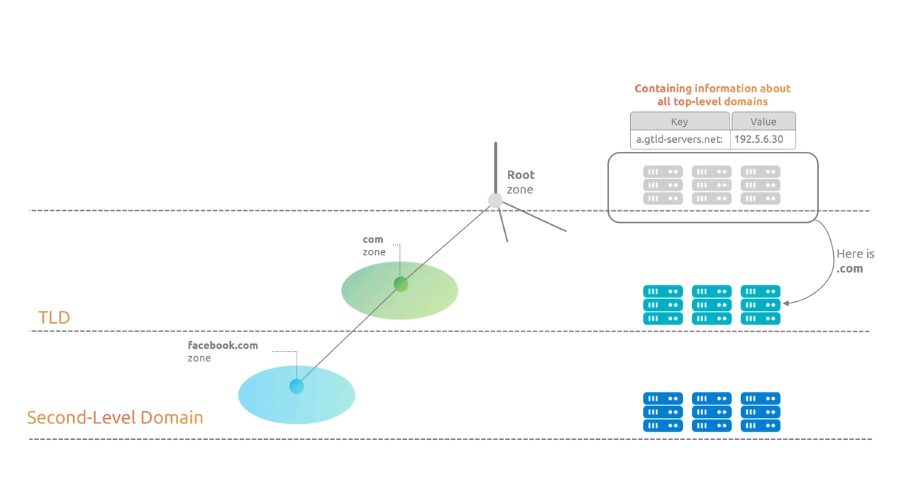 Containing information about
all top-level domains
Key Value
a.gtld-servers.net: 192.5.6.30
Root
zone
com
zone
Here is
.com
TLD
facebook.com
zone
Second-Level Domain